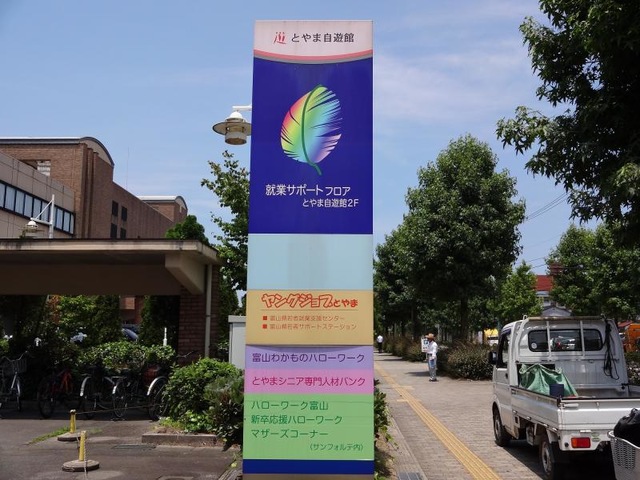 とやま自遊館
就業サポートフロア
とやま自遊館2F
ヤングジョブとやま
■富山県若者就業支援センター
■富山県若者サポートステーション
富山わかものハローワーク
とやまシニア専門人材バンク
ハローワーク富山
新卒応援ハローワーク
マザーズコーナー
(サンフォルテ内)